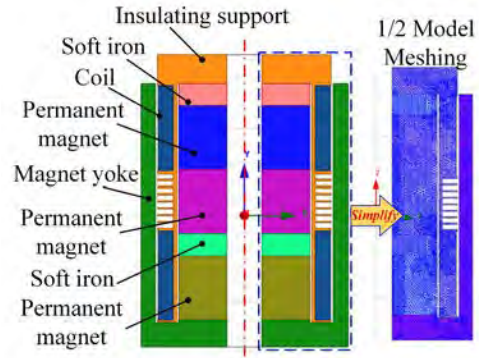 Insulating support
Soft iron
Coil
Permanent
magnet
Magnet yoke
Permanent
magnet
Soft iron
Permanent
magnet
1/2 Model
Meshing
Simplify